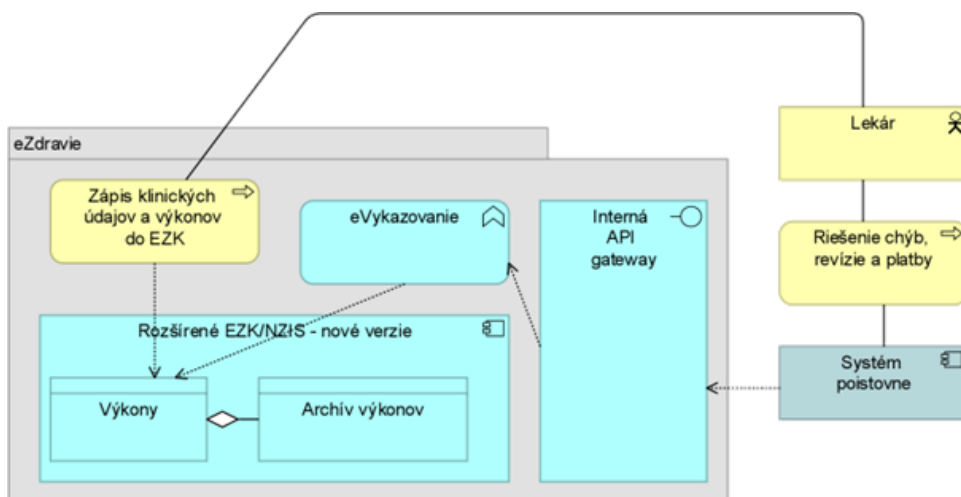 eZdravie
Zápis klinických
údajov a výkonov
do EZK
eVykazovanie
Interná
API
gateway
Rozšírené EZK/NZIS - nové verzie
Výkony
Archív výkonov
Lekár
Riešenie chýb,
revízie a platby
Systém
poistovne